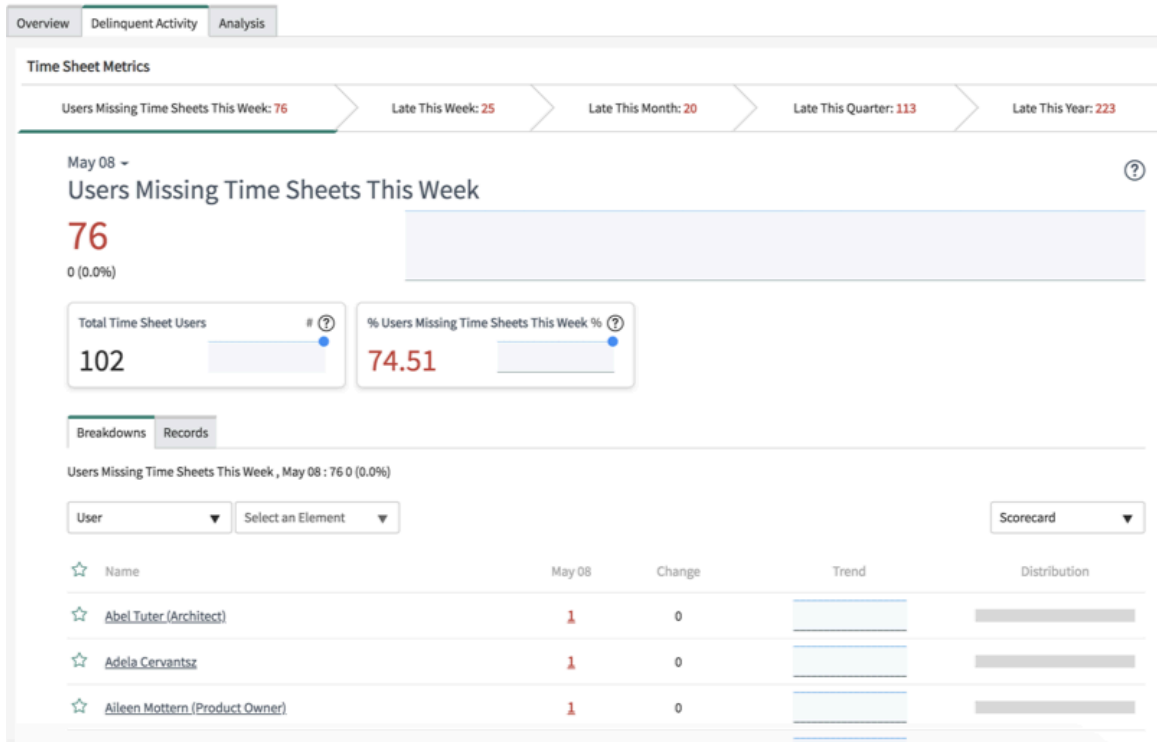 Overview Delinquent Activity Analysis
Time Sheet Metrics
Users Missing Time Sheets This Week: 76 Late This Week: 25 Late This Month: 20 Late This Quarter: 113 Late This Year: 223
May 08
Users Missing Time Sheets This Week
76
0 (0.0%)
Total Time Sheet Users #
102
% Users Missing Time Sheets This Week %
74.51
Breakdowns Records
Users Missing Time Sheets This Week , May 08 : 76 0 (0.0%)
User Select an Element Scorecard
Name May 08 Change Trend Distribution
Abel Tuter (Architect) 1 0
Adela Cervantsz 1 0
Aileen Mottern (Product Owner) 1 0